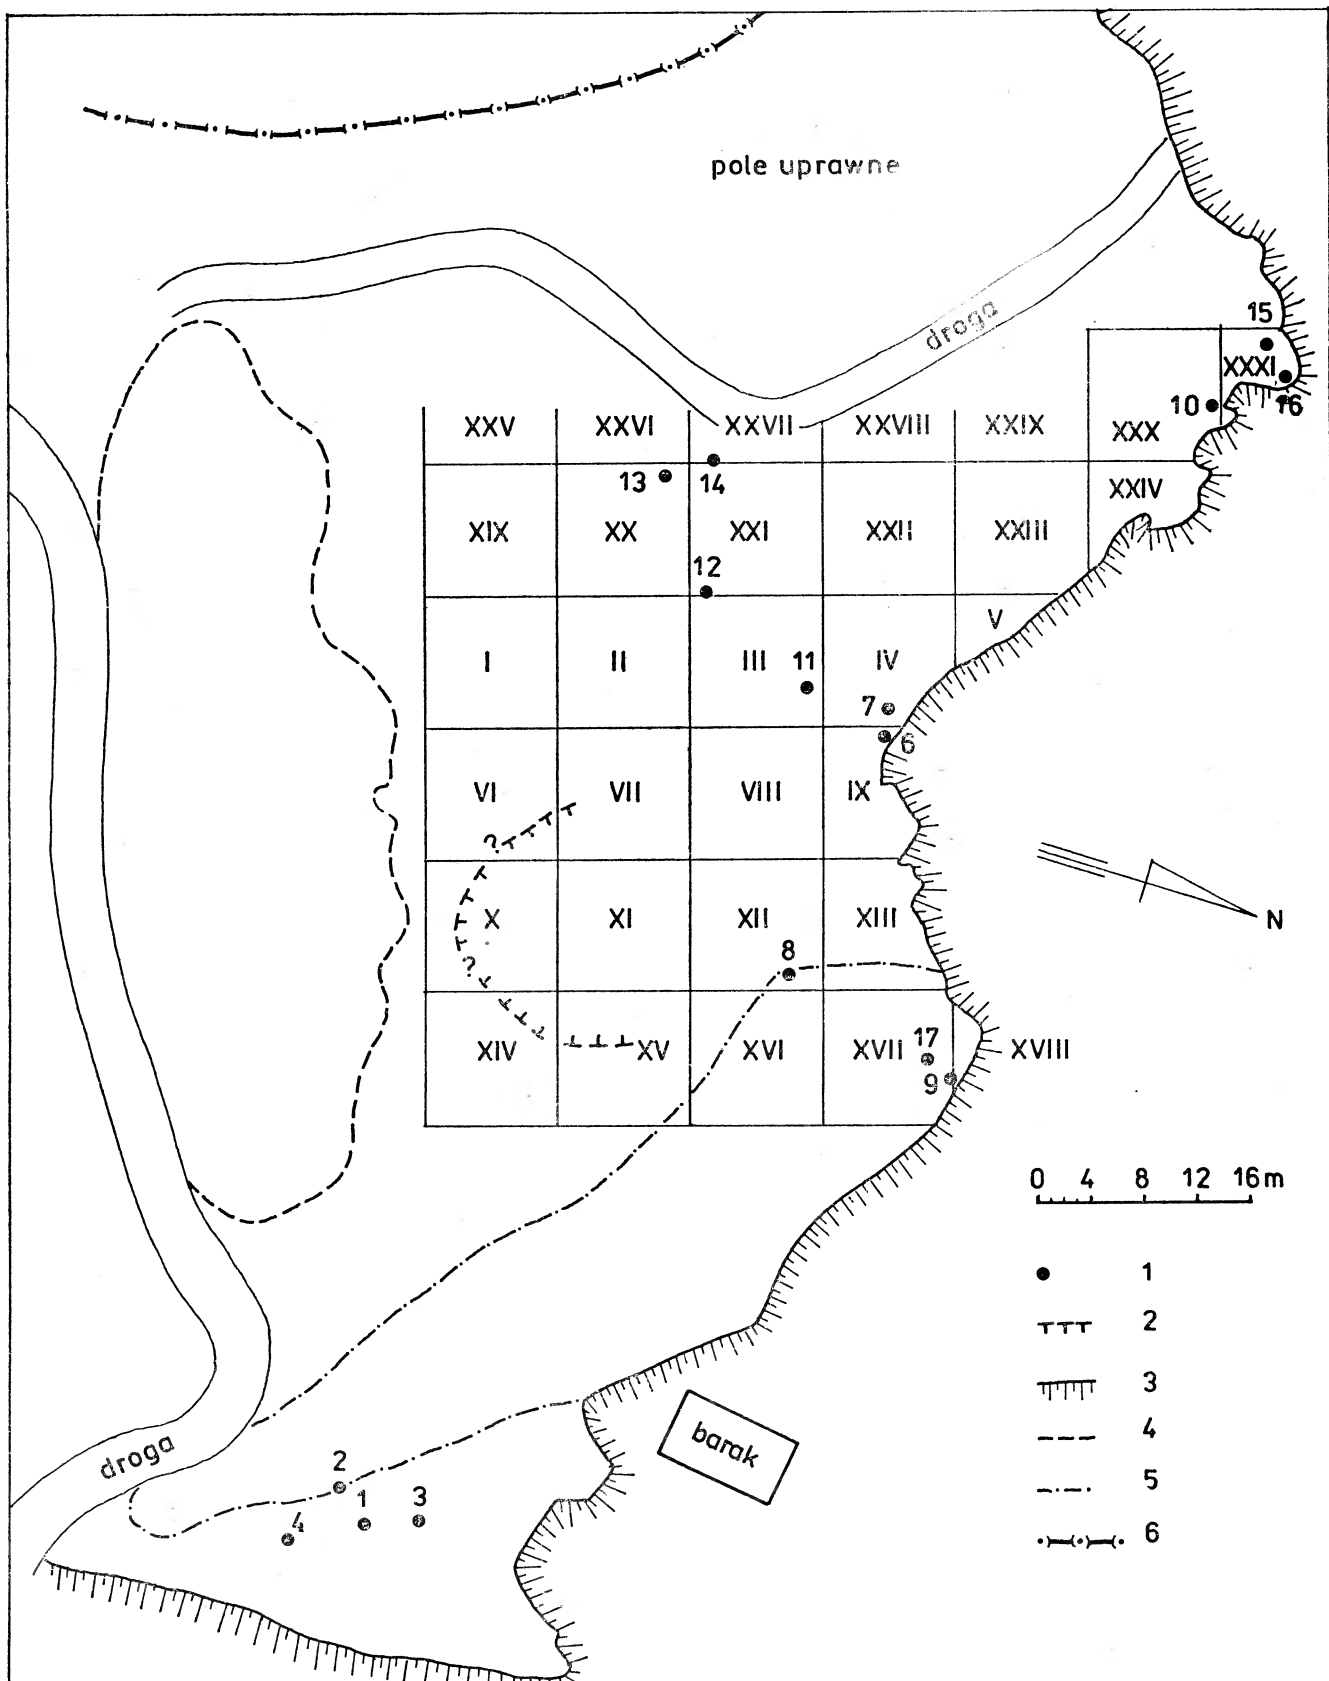 pole uprawne
droga
15
XXXI
10
16
XXV XXVI XXVII XXVIII XXIX XXX
13 14
XXIV
XIX XX XXI XXII XXIII
12
V
I II III 11 IV
7
6
VI VII VIII IX
?
X XI XII XIII
8
?
N
17
XIV XV XVI XVII XVIII
9
0 4 8 12 16m
1
2
3
4
5
6
barak
droga
2
1 3
4